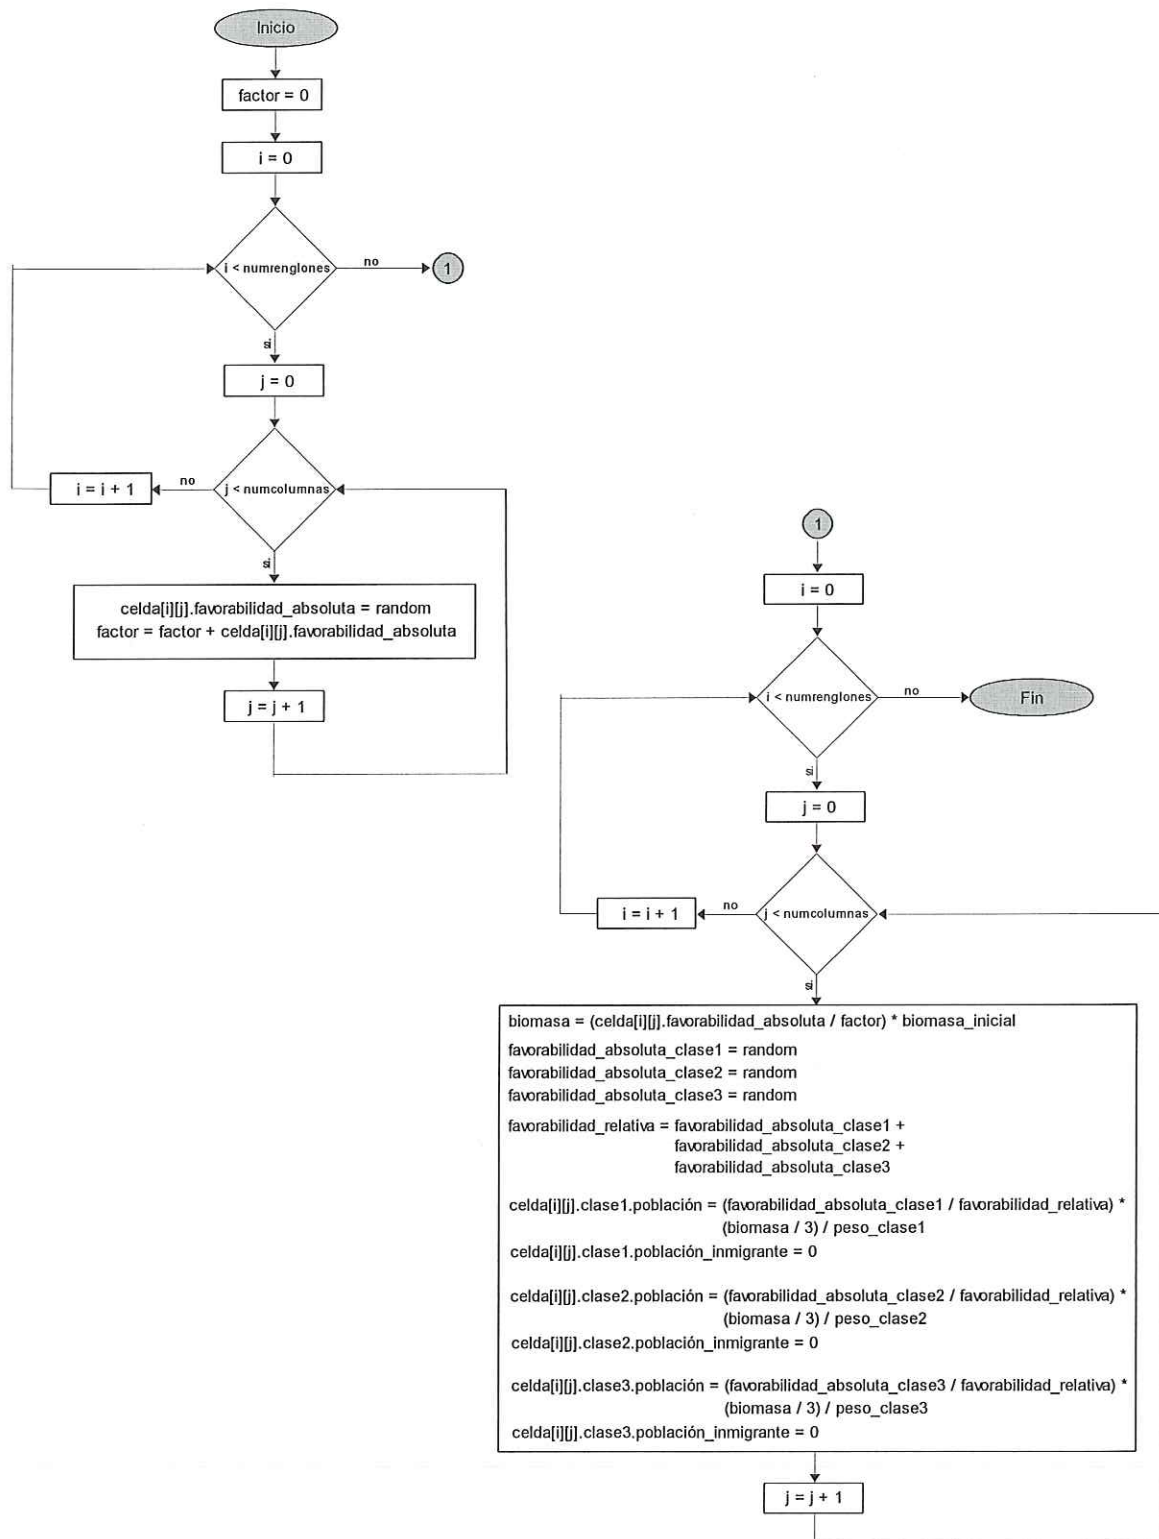 Inicio
factor = 0
i = 0
i < numrenglones
no
1
si
j = 0
j < numcolumnas
no
i = i + 1
si
celda[i][j].favorabilidad_absoluta = random
factor = factor + celda[i][j].favorabilidad_absoluta
j = j + 1
1
i = 0
i < numrenglones
no
Fin
si
j = 0
j < numcolumnas
no
i = i + 1
si
biomasa = (celda[i][j].favorabilidad_absoluta / factor) * biomasa_inicial
favorabilidad_absoluta_clase1 = random
favorabilidad_absoluta_clase2 = random
favorabilidad_absoluta_clase3 = random
favorabilidad_relativa = favorabilidad_absoluta_clase1 +
favorabilidad_absoluta_clase2 +
favorabilidad_absoluta_clase3
celda[i][j].clase1.población = (favorabilidad_absoluta_clase1 / favorabilidad_relativa) *
(biomasa / 3) / peso_clase1
celda[i][j].clase1.población_inmigrante = 0
celda[i][j].clase2.población = (favorabilidad_absoluta_clase2 / favorabilidad_relativa) *
(biomasa / 3) / peso_clase2
celda[i][j].clase2.población_inmigrante = 0
celda[i][j].clase3.población = (favorabilidad_absoluta_clase3 / favorabilidad_relativa) *
(biomasa / 3) / peso_clase3
celda[i][j].clase3.población_inmigrante = 0
j = j + 1